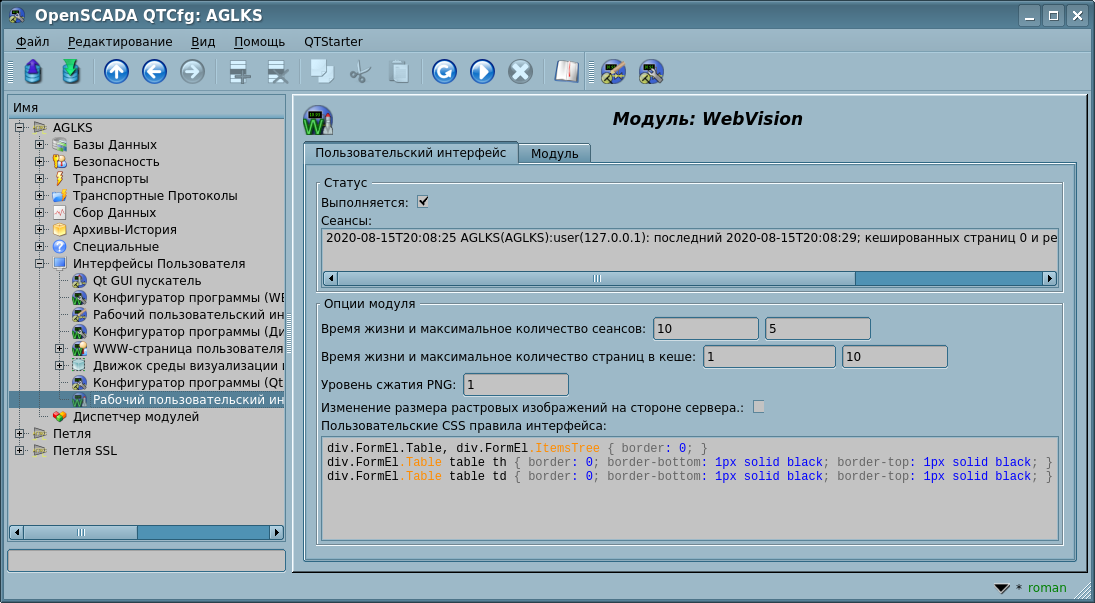 OpenSCADA QTCfg: AGLKS
Файл Редактирование Вид Помощь QTStarter
Имя
AGLKS
Базы Данных
Безопасность
Транспорты
Транспортные Протоколы
Сбор Данных
Архивы-История
Специальные
Интерфейсы Пользователя
Qt GUI пускатель
Конфигуратор программы (WE
Рабочий пользовательский ин
Конфигуратор программы (Ди
WWW-страница пользователя
Движок среды визуализации
Конфигуратор программы (Qt
Рабочий пользовательский ин
Диспетчер модулей
Петля
Петля SSL
Модуль: WebVision
Пользовательский интерфейс Модуль
Статус
Выполняется:
Сеансы:
2020-08-15T20:08:25 AGLKS(AGLKS):user(127.0.0.1): последний 2020-08-15T20:08:29; кешированных страниц 0 и ре
Опции модуля
Время жизни и максимальное количество сеансов: 10 5
Время жизни и максимальное количество страниц в кеше: 1 10
Уровень сжатия PNG: 1
Изменение размера растровых изображений на стороне сервера.:
Пользовательские CSS правила интерфейса:
div.FormEl.Table, div.FormEl.ItemsTree { border: 0; }
div.FormEl.Table table th { border: 0; border-bottom: 1px solid black; border-top: 1px solid black; }
div.FormEl.Table table td { border: 0; border-bottom: 1px solid black; border-top: 1px solid black; }
* roman